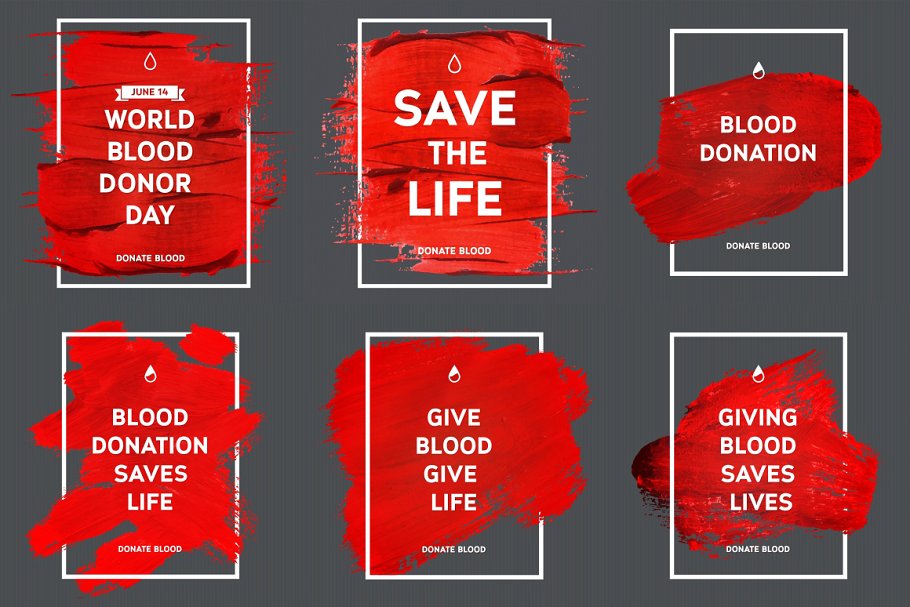 JUNE 14
WORLD
BLOOD
DONOR
DAY
DONATE BLOOD
SAVE
THE
LIFE
DONATE BLOOD
BLOOD
DONATION
DONATE BLOOD
BLOOD
DONATION
SAVES
LIFE
DONATE BLOOD
GIVE
BLOOD
GIVE
LIFE
DONATE BLOOD
GIVING
BLOOD
SAVES
LIVES
DONATE BLOOD